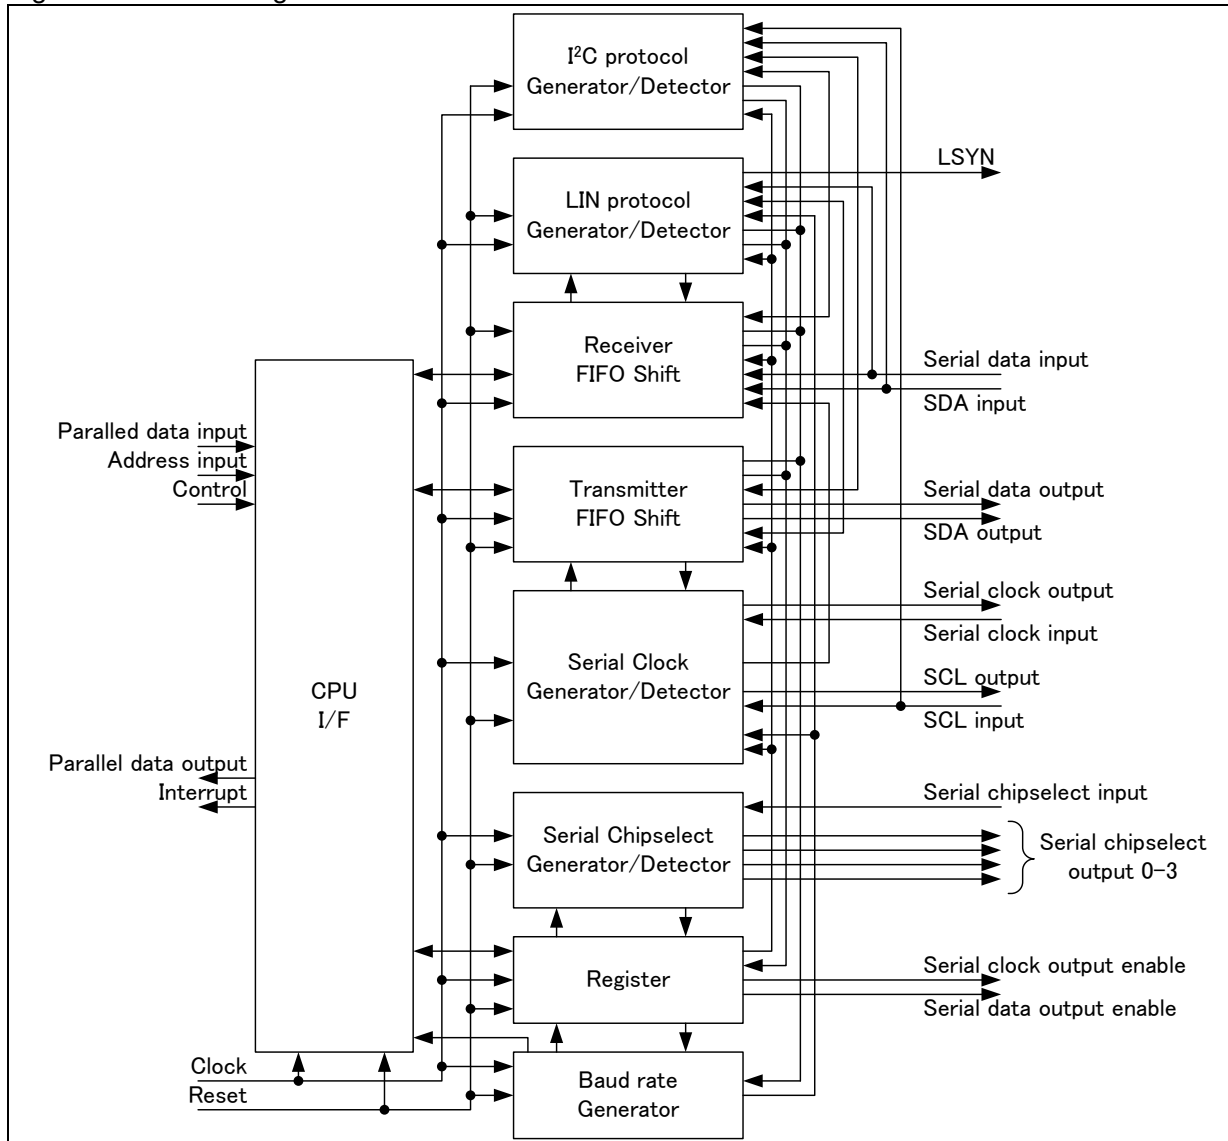 I²C protocol
Generator/Detector
LSYN
LIN protocol
Generator/Detector
Receiver
FIFO Shift
Serial data input
SDA input
Paralled data input
Address input
Control
Transmitter
FIFO Shift
Serial data output
SDA output
Serial clock output
Serial clock input
CPU
I/F
Serial Clock
Generator/Detector
SCL output
SCL input
Parallel data output
Interrupt
Serial chipselect input
Serial Chipselect
Generator/Detector
Serial chipselect
output 0-3
Register
Serial clock output enable
Serial data output enable
Clock
Reset
Baud rate
Generator